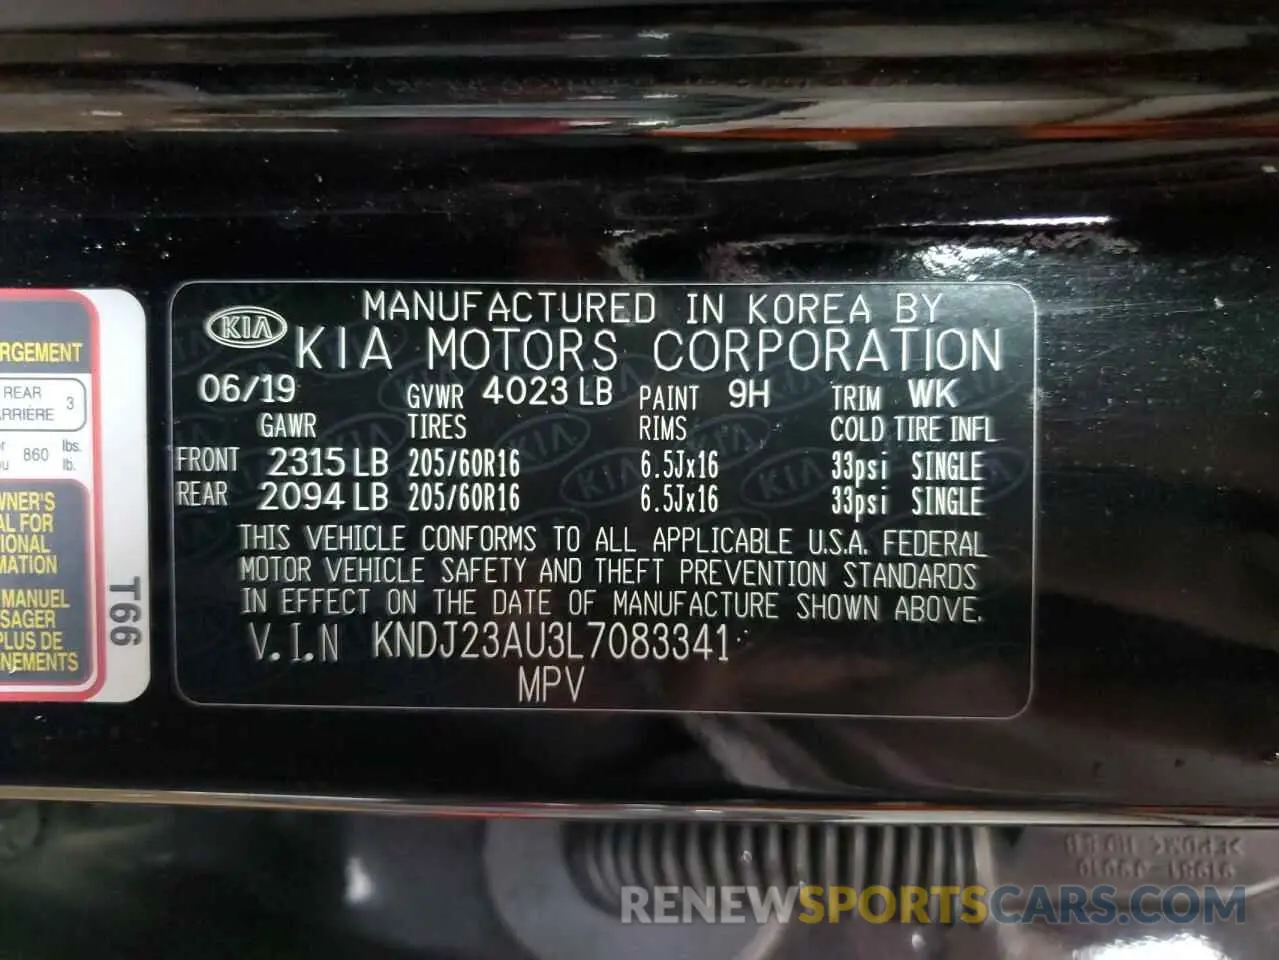 MANUFACTURED IN KOREA BY
KIA KIA MOTORS CORPORATION
06/19 GVWR 4023 LB PAINT 9H TRIM WK
GAWR TIRES RIMS COLD TIRE INFL
FRONT 2315 LB 205/60R16 6.5Jx16 33psi SINGLE
REAR 2094 LB 205/60R16 6.5Jx16 33psi SINGLE
THIS VEHICLE CONFORMS TO ALL APPLICABLE U.S.A. FEDERAL
MOTOR VEHICLE SAFETY AND THEFT PREVENTION STANDARDS
IN EFFECT ON THE DATE OF MANUFACTURE SHOWN ABOVE.
V.I.N KNDJ23AU3L7083341
MPV
RGEMENT
REAR 3
RRIÈRE
860 lbs.
lb.
WNER'S
AL FOR
IONAL
MATION
MANUEL
SAGER
PLUS DE
NEMENTS
T66
RENEWSPORTSCARS.COM